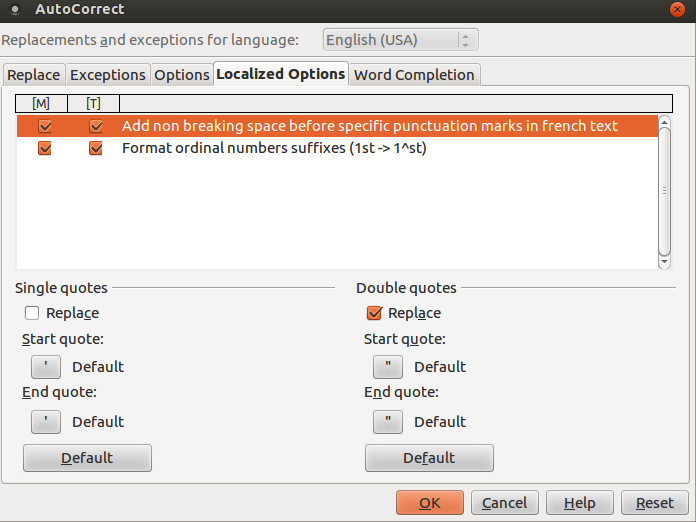 AutoCorrect
Replacements and exceptions for language: English (USA)
Replace Exceptions Options Localized Options Word Completion
[M] [T]
Add non breaking space before specific punctuation marks in french text
Format ordinal numbers suffixes (1st -> 1^st)
Single quotes Double quotes
Replace Replace
Start quote: Start quote:
' Default " Default
End quote: End quote:
' Default " Default
Default Default
OK Cancel Help Reset